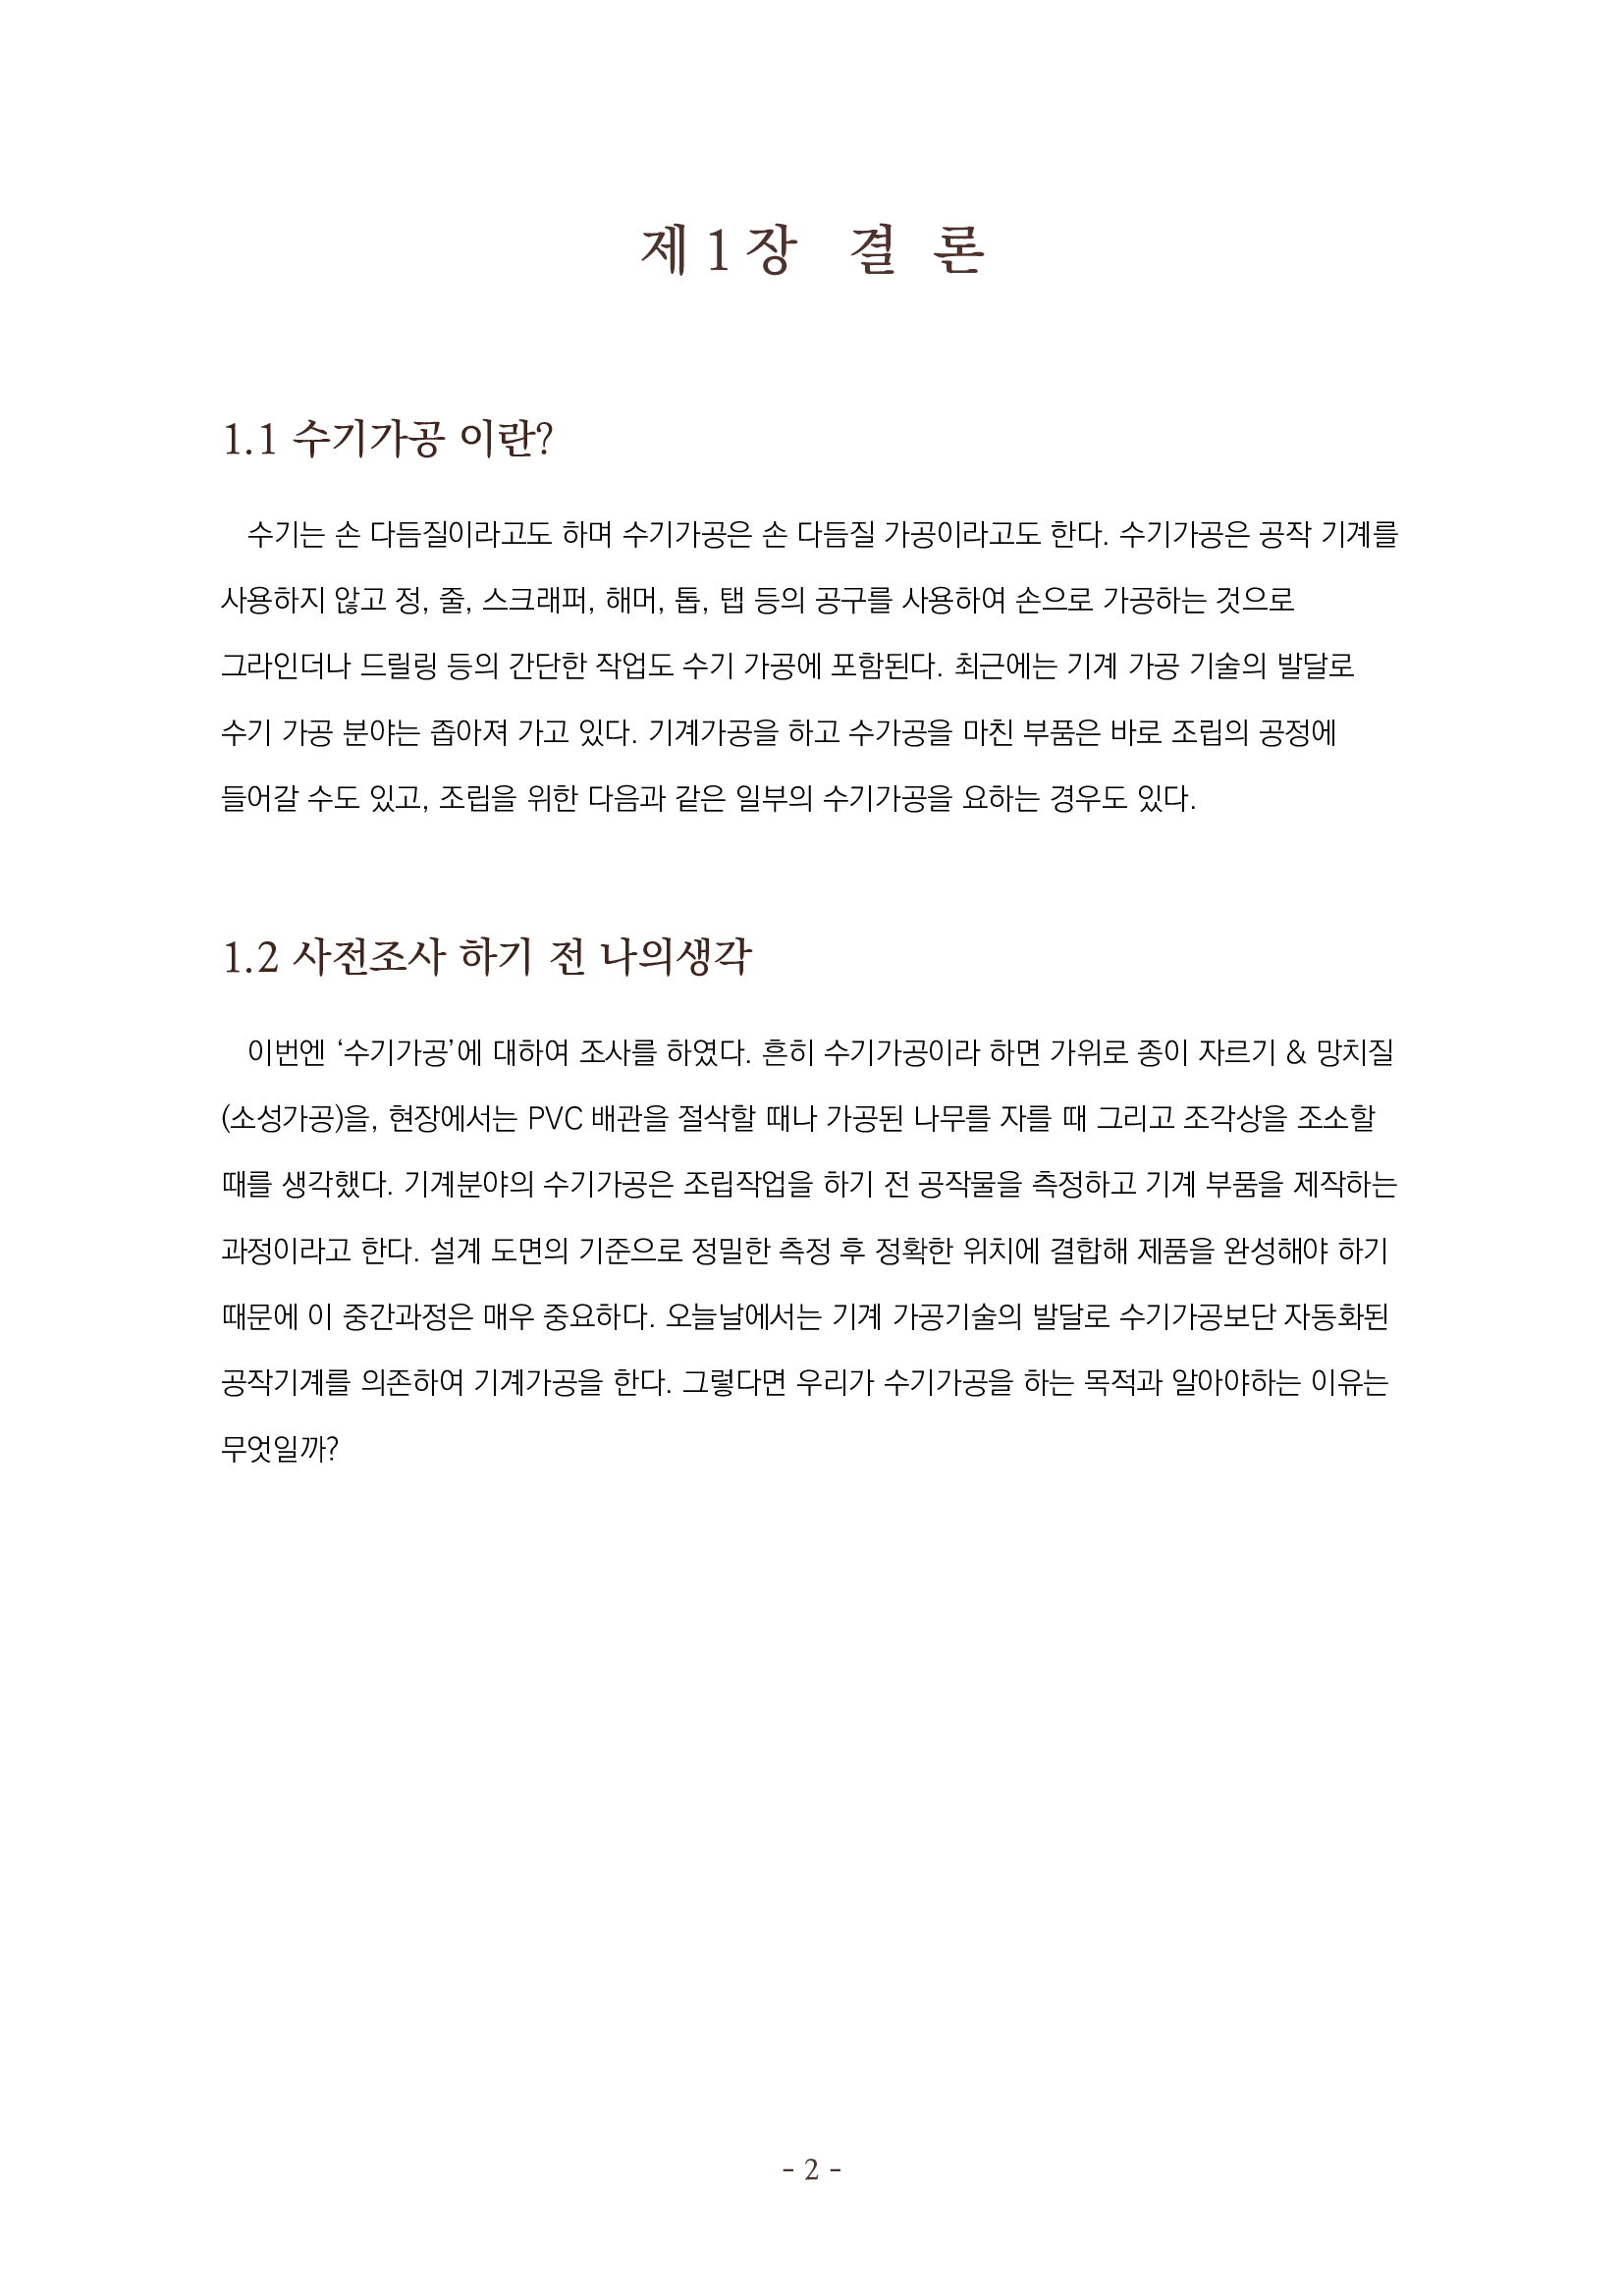 제 1 장 결 론
1.1 수기가공 이란?
수기는 손 다듬질이라고도 하며 수기가공은 손 다듬질 가공이라고도 한다. 수기가공은 공작 기계를
사용하지 않고 정, 줄, 스크래퍼, 해머, 톱, 탭 등의 공구를 사용하여 손으로 가공하는 것으로
그라인더나 드릴링 등의 간단한 작업도 수기 가공에 포함된다. 최근에는 기계 가공 기술의 발달로
수기 가공 분야는 좁아져 가고 있다. 기계가공을 하고 수가공을 마친 부품은 바로 조립의 공정에
들어갈 수도 있고, 조립을 위한 다음과 같은 일부의 수기가공을 요하는 경우도 있다.
1.2 사전조사 하기 전 나의생각
이번엔 ‘수기가공’에 대하여 조사를 하였다. 흔히 수기가공이라 하면 가위로 종이 자르기 & 망치질
(소성가공)을, 현장에서는 PVC 배관을 절삭할 때나 가공된 나무를 자를 때 그리고 조각상을 조소할
때를 생각했다. 기계분야의 수기가공은 조립작업을 하기 전 공작물을 측정하고 기계 부품을 제작하는
과정이라고 한다. 설계 도면의 기준으로 정밀한 측정 후 정확한 위치에 결합해 제품을 완성해야 하기
때문에 이 중간과정은 매우 중요하다. 오늘날에서는 기계 가공기술의 발달로 수기가공보단 자동화된
공작기계를 의존하여 기계가공을 한다. 그렇다면 우리가 수기가공을 하는 목적과 알아야하는 이유는
무엇일까?
- 2 -